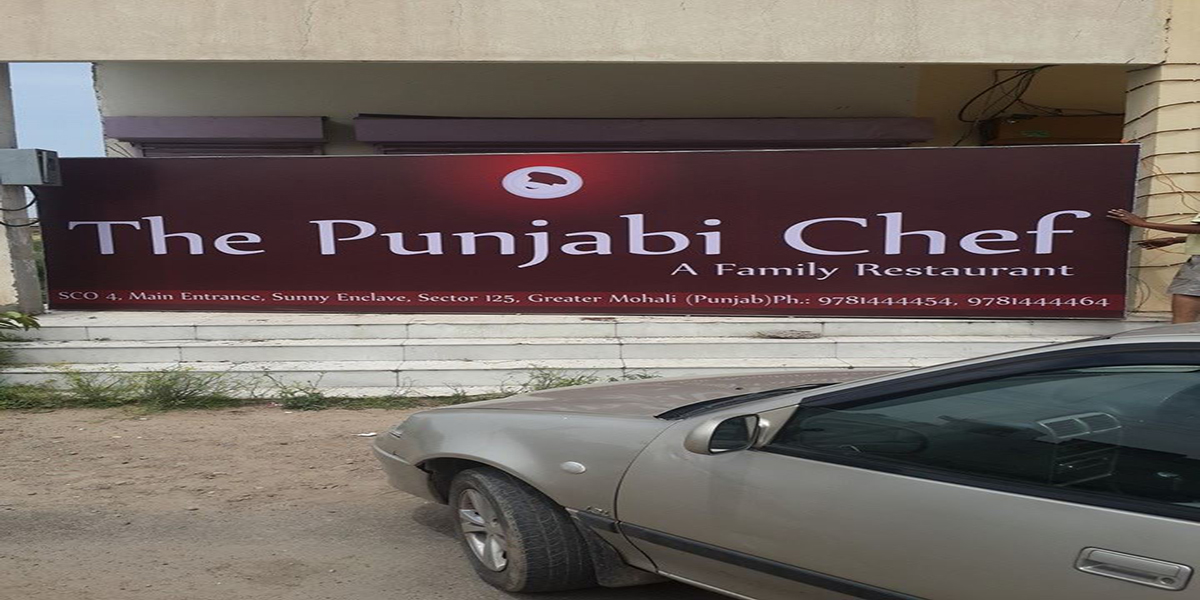 The Punjabi Chef
A Family Restaurant
SCO 4, Main Entrance, Sunny Enclave, Sector 125, Greater Mohali (Punjab)Ph.: 9781444454, 9781444464